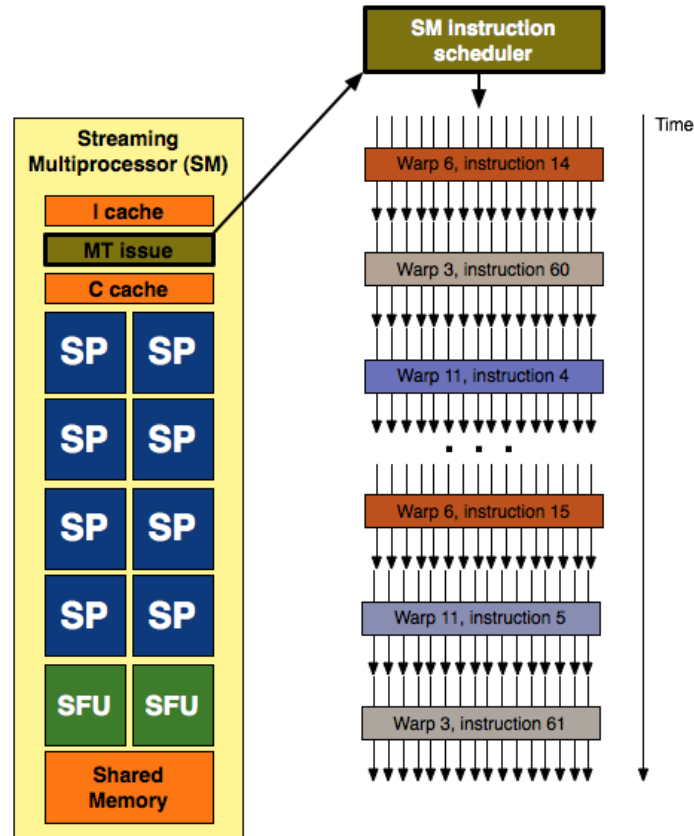 SM instruction
scheduler
Time
Streaming
Multiprocessor (SM)
I cache
MT issue
C cache
SP SP
SP SP
SP SP
SP SP
SFU SFU
Shared
Memory
Warp 6, instruction 14
Warp 3, instruction 60
Warp 11, instruction 4
. . .
Warp 6, instruction 15
Warp 11, instruction 5
Warp 3, instruction 61